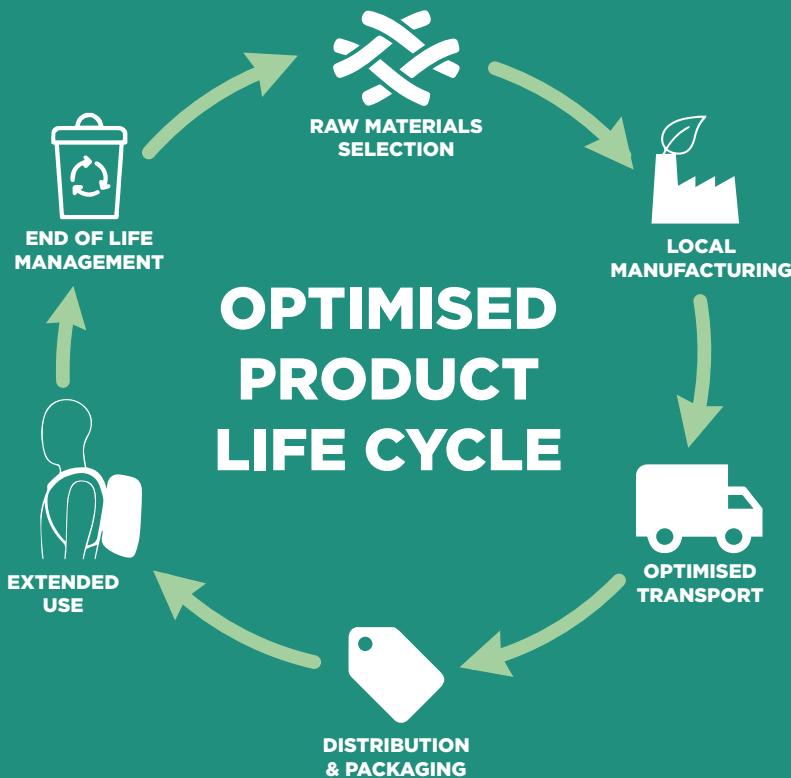 RAW MATERIALS
SELECTION
LOCAL
MANUFACTURING
OPTIMISED
TRANSPORT
DISTRIBUTION
& PACKAGING
EXTENDED
USE
END OF LIFE
MANAGEMENT
OPTIMISED
PRODUCT
LIFE CYCLE